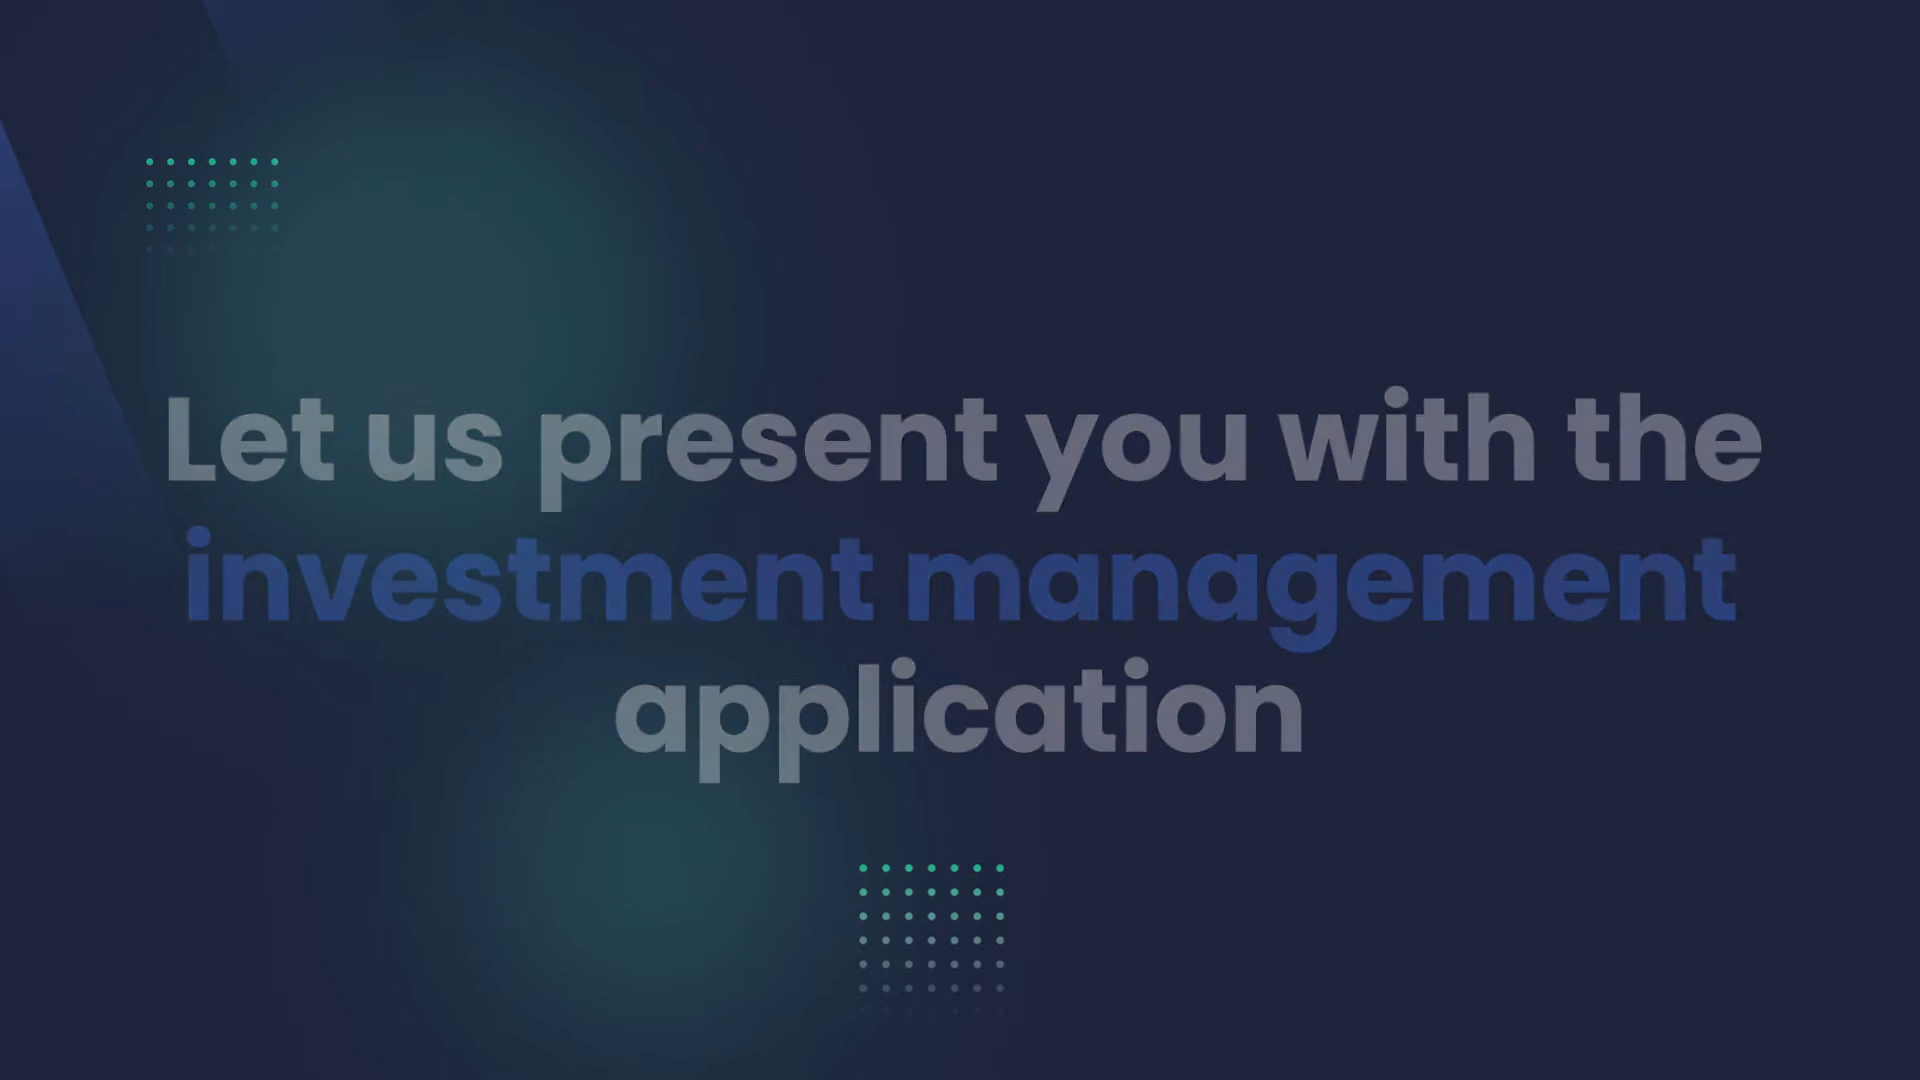 Let us present you with the
investment management
application